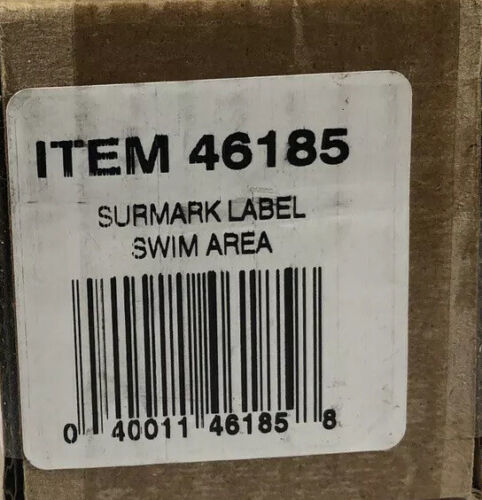 ITEM 46185
SURMARK LABEL
SWIM AREA
0 40011 46185 8